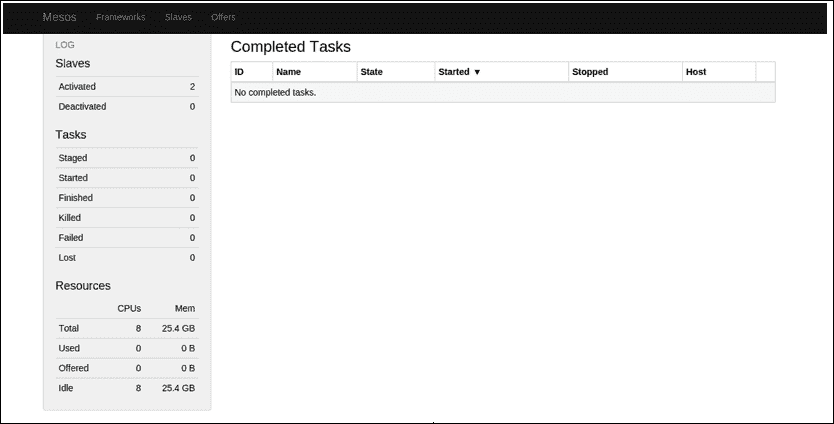 Mesos Frameworks Slaves Offers
LOG
Slaves
Activated 2
Deactivated 0
Tasks
Staged 0
Started 0
Finished 0
Killed 0
Failed 0
Lost 0
Resources
CPUs Mem
Total 8 25.4 GB
Used 0 0 B
Offered 0 0 B
Idle 8 25.4 GB
Completed Tasks
ID Name State Started ▼ Stopped Host
No completed tasks.